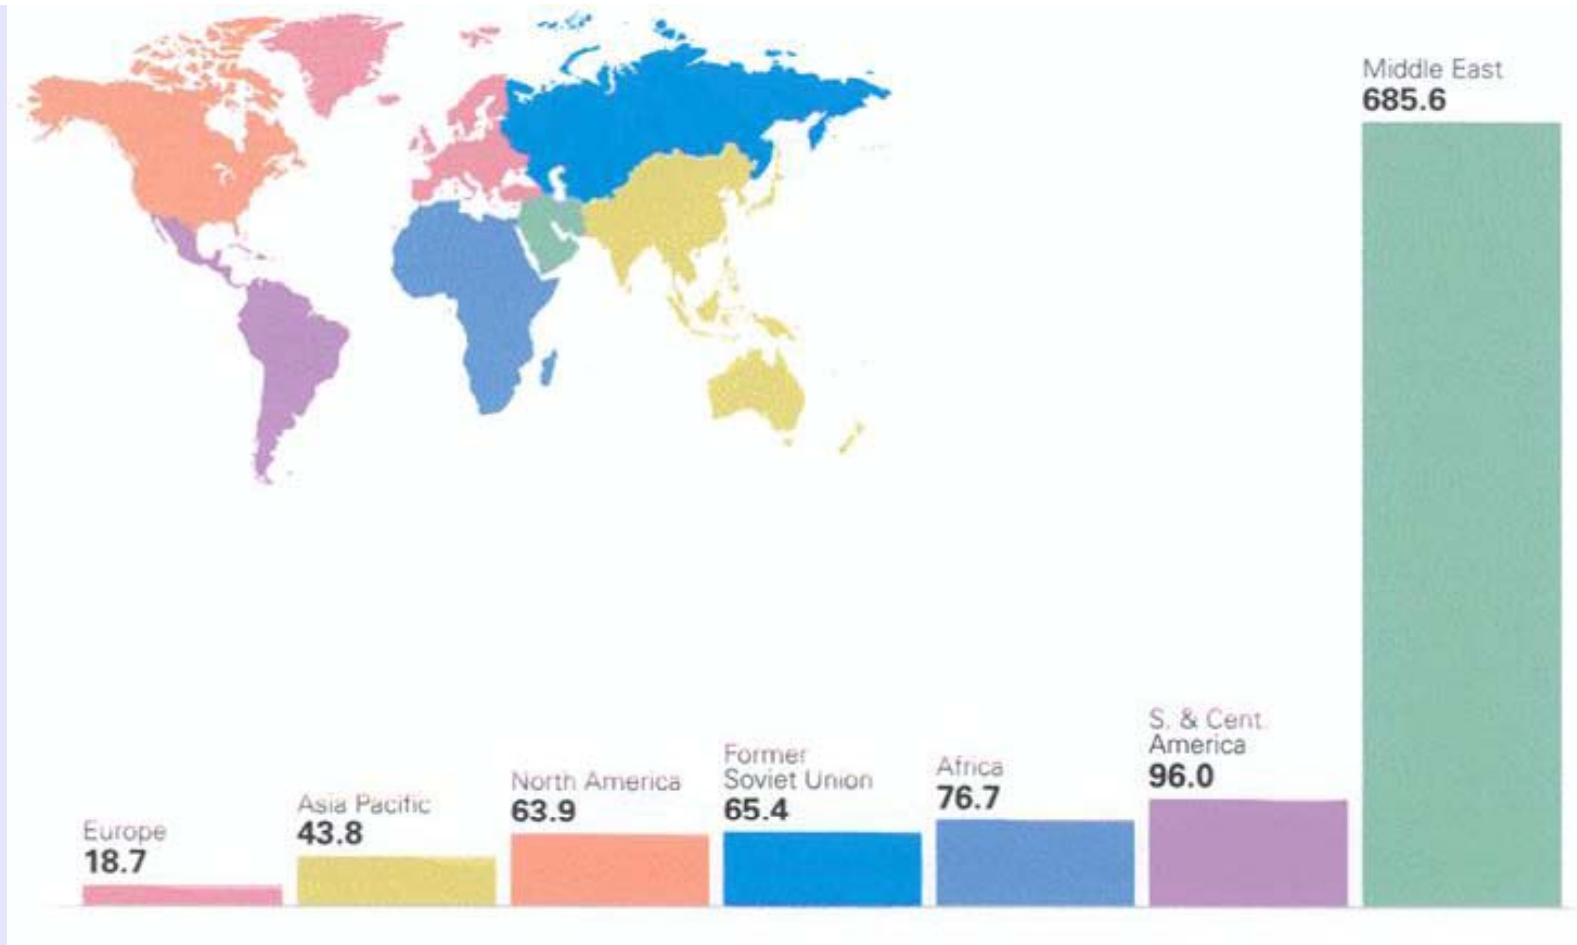 Middle East
685.6
S. & Cent.
America
96.0
Former
Soviet Union
65.4
Africa
76.7
North America
63.9
Asia Pacific
43.8
Europe
18.7